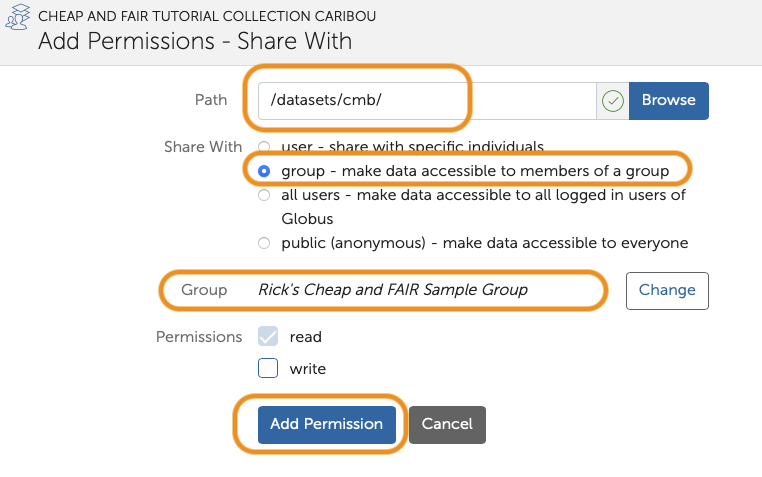 CHEAP AND FAIR TUTORIAL COLLECTION CARIBOU
Add Permissions - Share With
Path /datasets/cmb/ Browse
Share With user - share with specific individuals
group - make data accessible to members of a group
all users - make data accessible to all logged in users of
Globus
public (anonymous) - make data accessible to everyone
Group Rick's Cheap and FAIR Sample Group Change
Permissions read
write
Add Permission Cancel